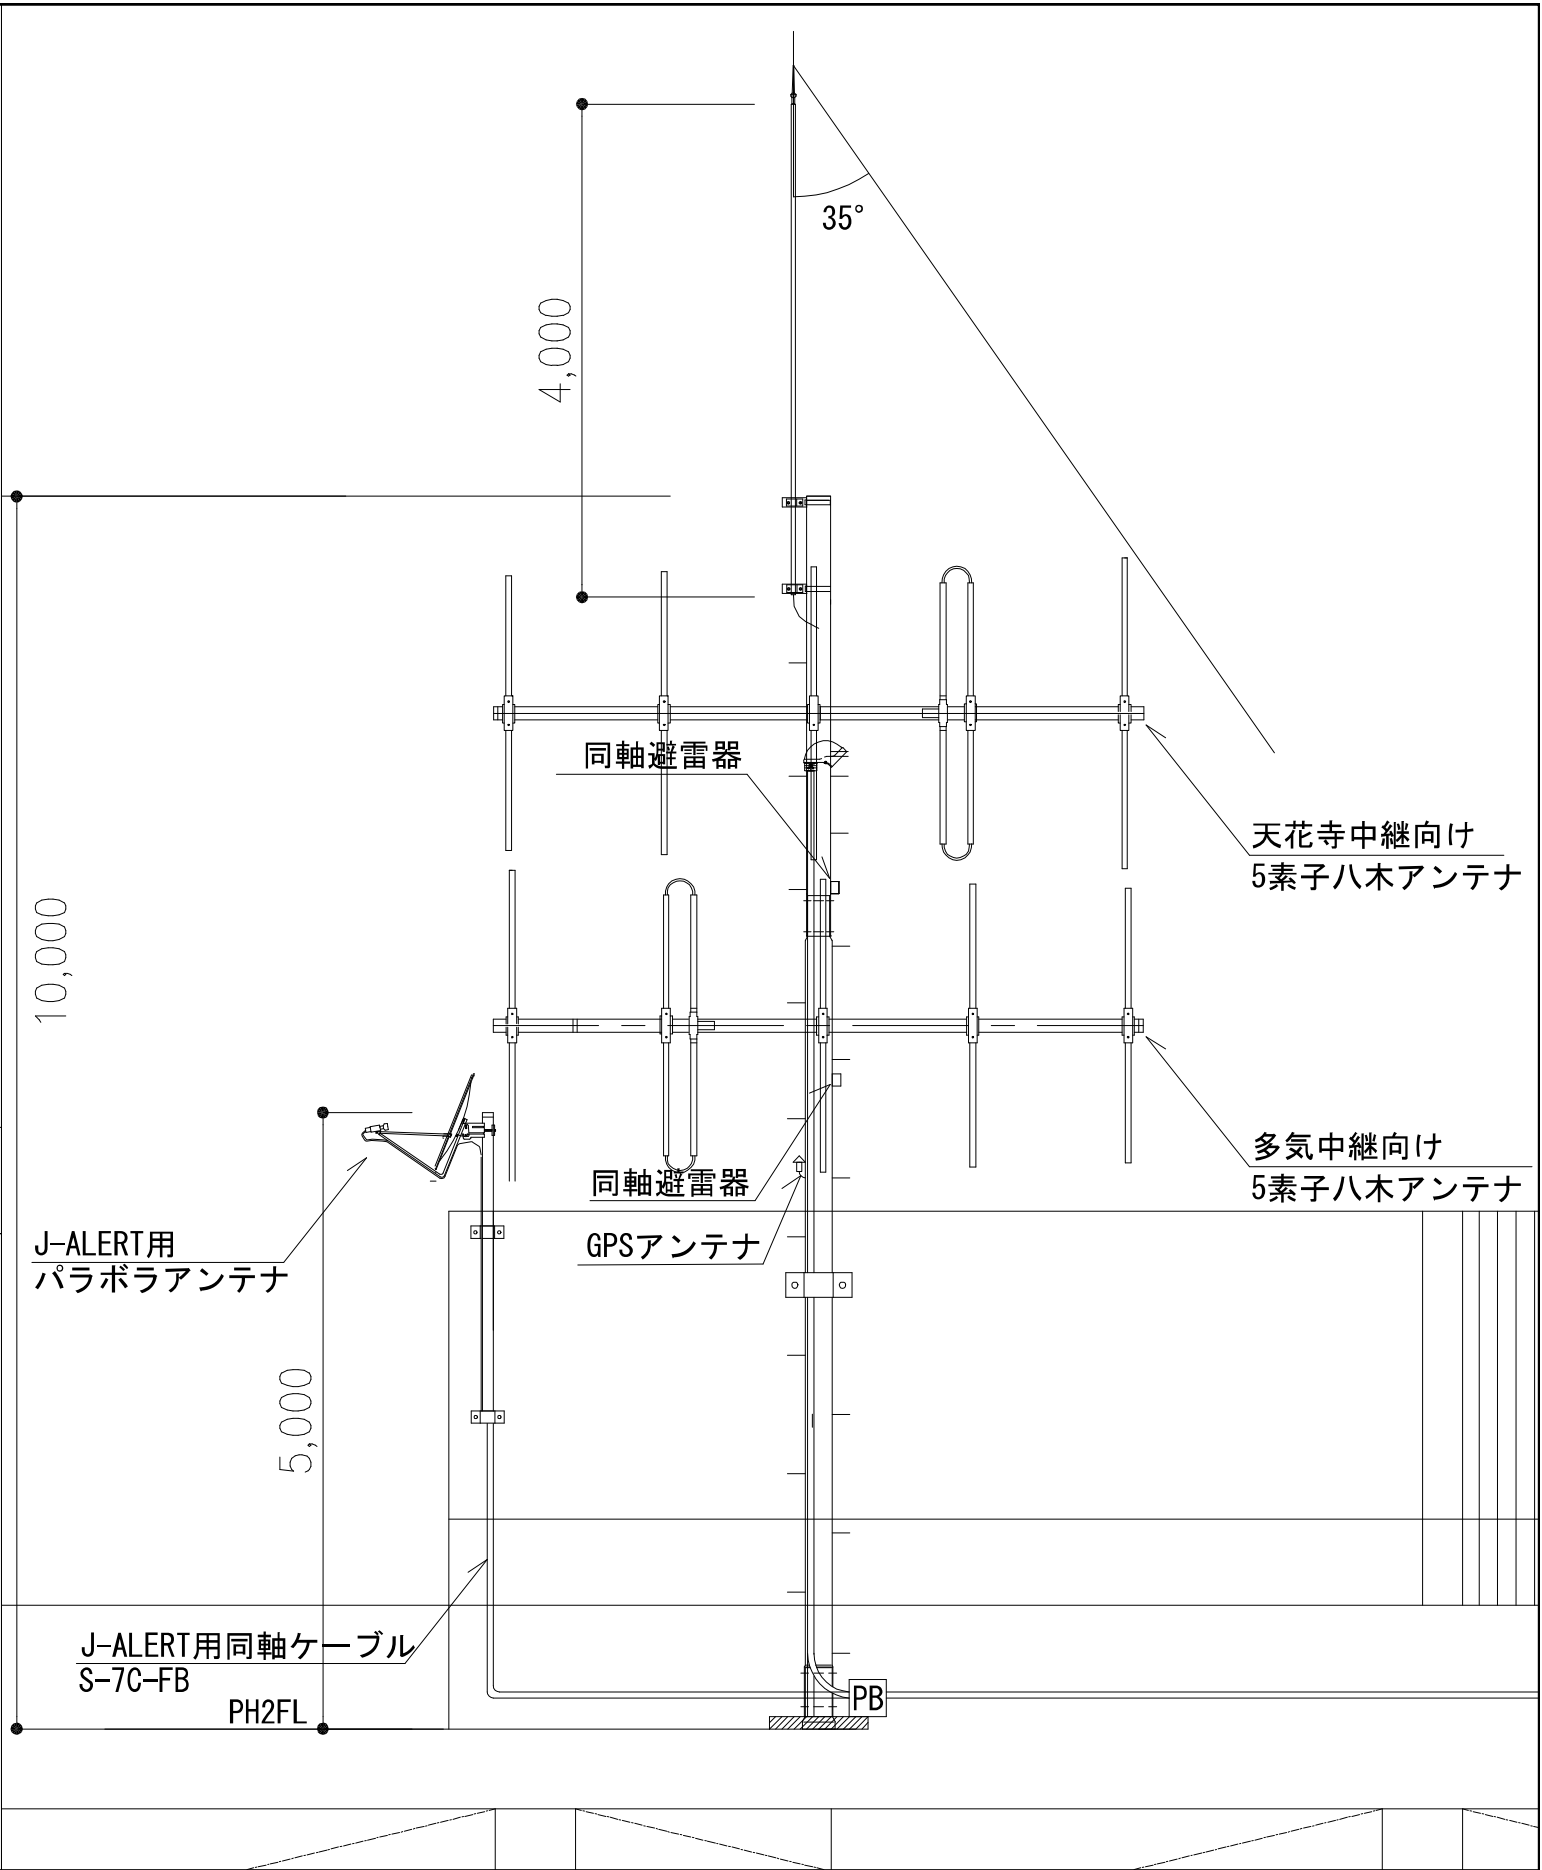 35°
4,000
同軸避雷器
天花寺中継向け
5素子八木アンテナ
10,000
多気中継向け
5素子八木アンテナ
同軸避雷器
J-ALERT用
パラボラアンテナ
GPSアンテナ
5,000
J-ALERT用同軸ケーブル
S-7C-FB
PH2FL
PB